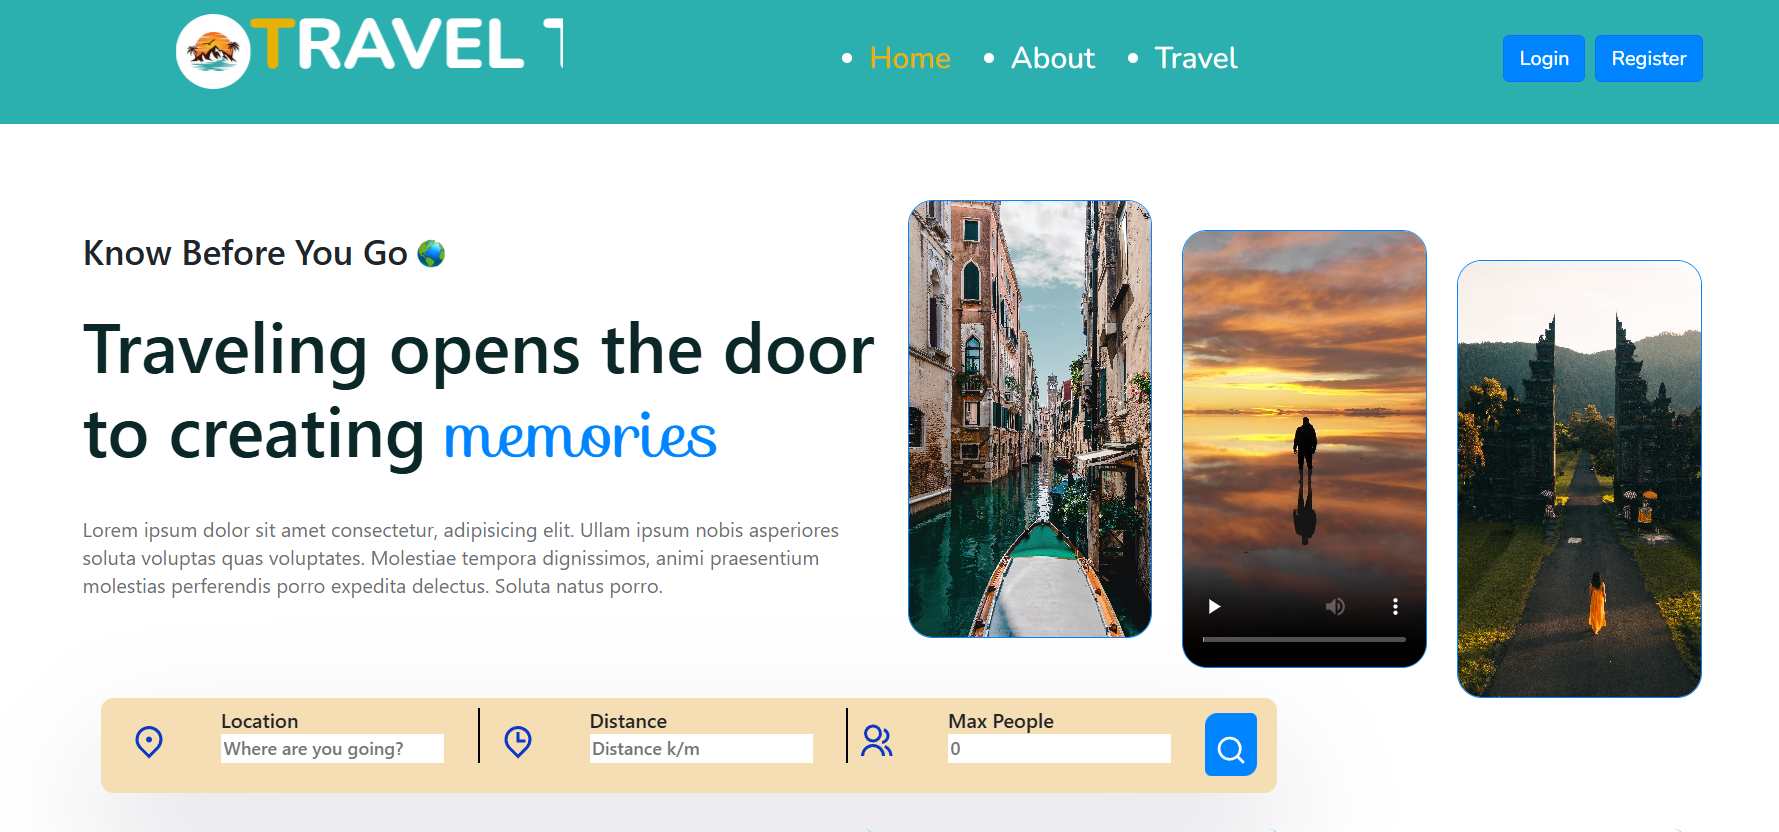 TRAVEL T
Home
About
Travel
Login
Register
Know Before You Go
Traveling opens the door
to creating memories
Lorem ipsum dolor sit amet consectetur, adipisicing elit. Ullam ipsum nobis asperiores
soluta voluptas quas voluptates. Molestiae tempora dignissimos, animi praesentium
molestias perferendis porro expedita delectus. Soluta natus porro.
Location
Where are you going?
Distance
Distance k/m
Max People
0